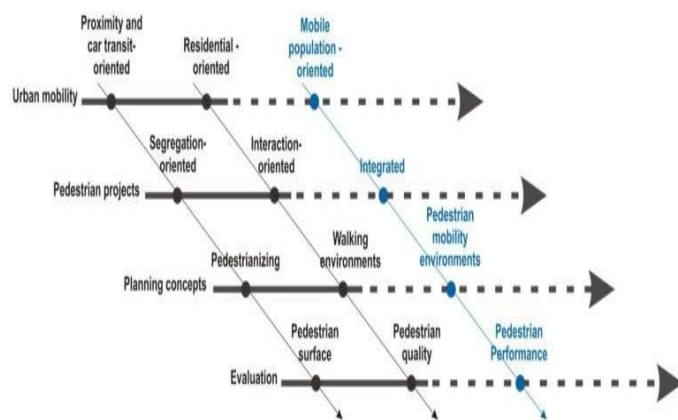 Proximity and
car transit-
oriented
Residential -
oriented
Mobile
population -
oriented
Urban mobility
Segregation-
oriented
Interaction-
oriented
Integrated
Pedestrian projects
Pedestrianizing
Walking
environments
Pedestrian
mobility
environments
Planning concepts
Pedestrian
surface
Pedestrian
quality
Pedestrian
Performance
Evaluation